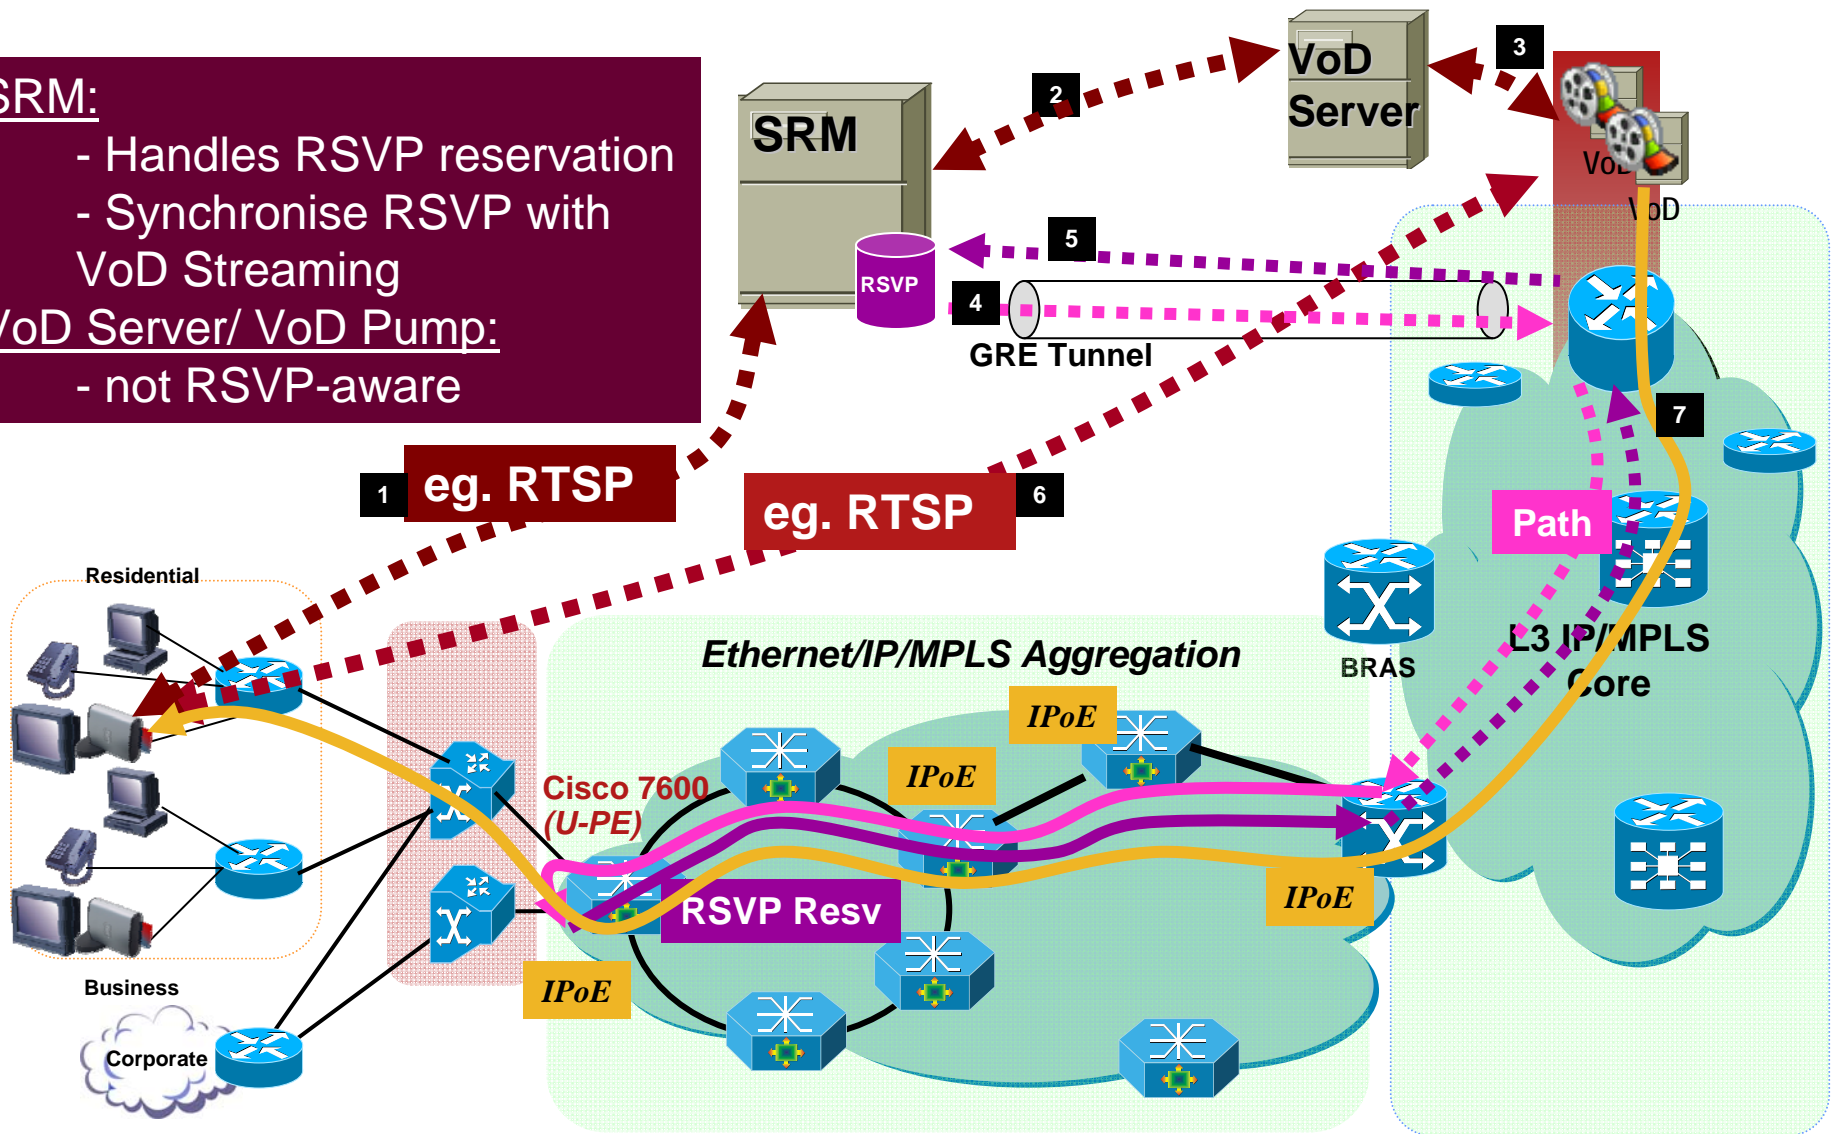 SRM:
- Handles RSVP reservation
- Synchronise RSVP with
VoD Streaming
VoD Server/ VoD Pump:
- not RSVP-aware
SRM
RSVP
VoD
Server
VoD
VoD
2
3
5
4
GRE Tunnel
7
1
eg. RTSP
eg. RTSP
6
Path
Residential
Ethernet/IP/MPLS Aggregation
BRAS
L3 IP/MPLS
Core
IPoE
IPoE
Cisco 7600
(U-PE)
RSVP Resv
IPoE
IPoE
Business
Corporate